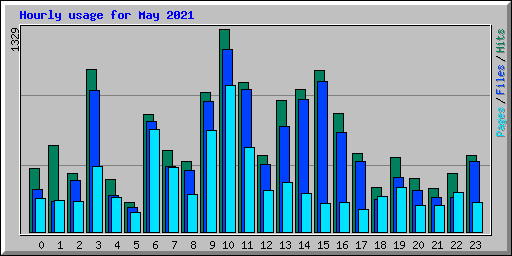 Hourly usage for May 2021
1329
Pages/Files/Hits
0 1 2 3 4 5 6 7 8 9 10 11 12 13 14 15 16 17 18 19 20 21 22 23